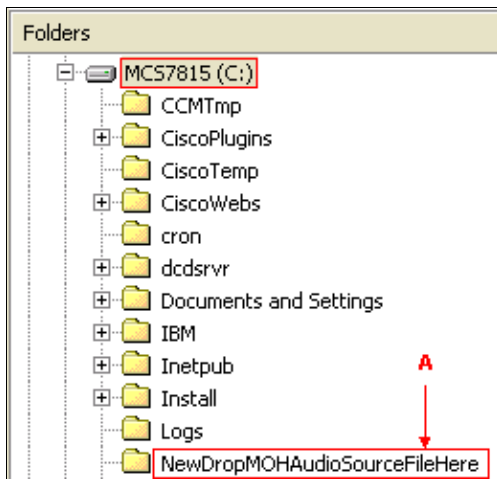 Folders
MCS7815 (C:)
CCMTmp
CiscoPlugins
CiscoTemp
CiscoWebs
cron
dcdsrvr
Documents and Settings
IBM
Inetpub
A
Install
Logs
NewDropMOHAudioSourceFileHere